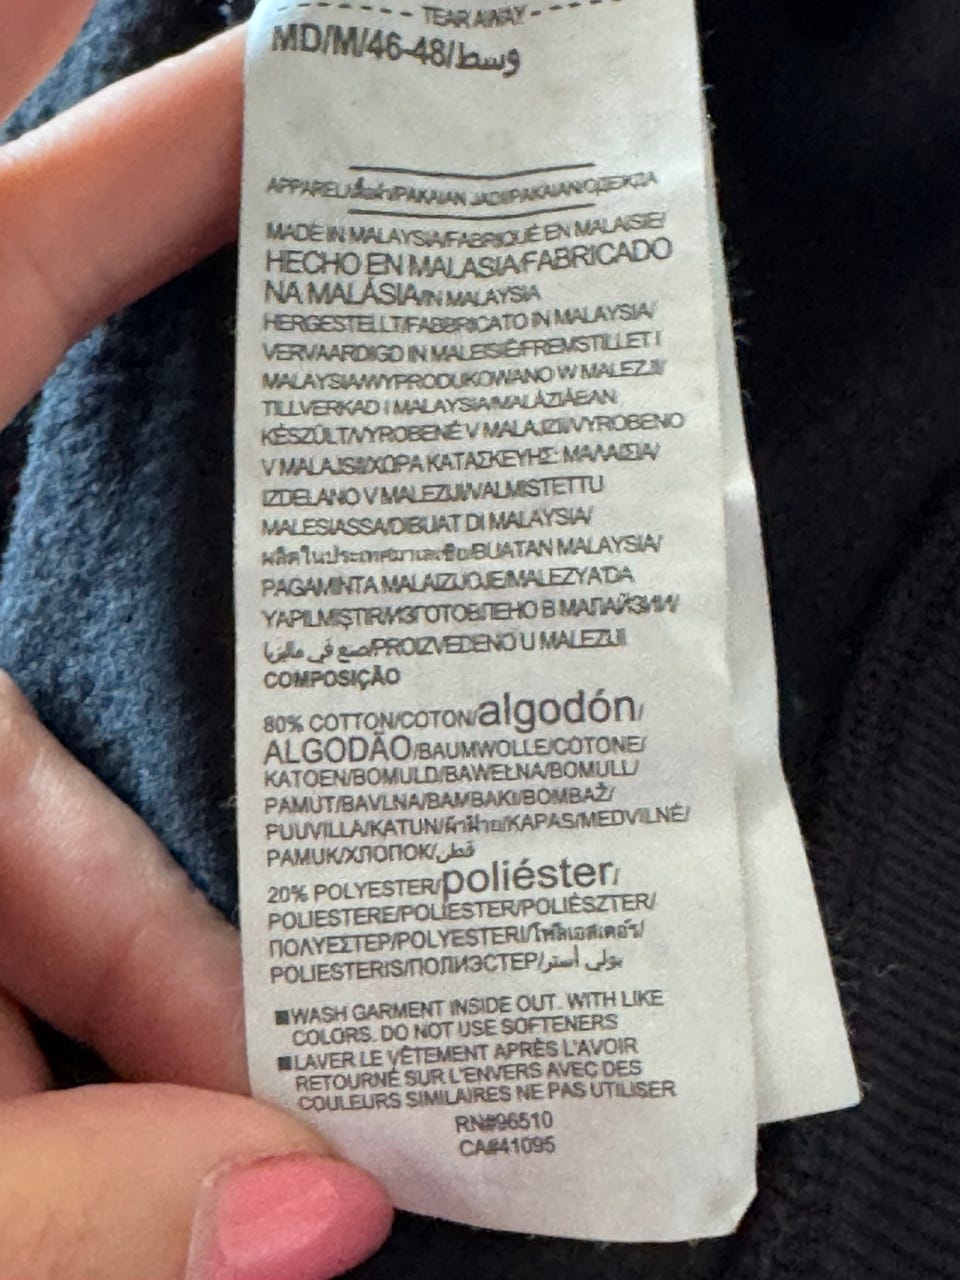 TEAR AWAY
MD/M/46-48/وسط
APPAREL/เสื้อผ้า/PAKAIAN JADI/PAKAIAN/ОДЕЖДА
MADE IN MALAYSIA/FABRIQUÉ EN MALAISIE/
HECHO EN MALASIA/FABRICADO
NA MALÁSIA/IN MALAYSIA
HERGESTELLT/FABBRICATO IN MALAYSIA/
VERVAARDIGD IN MALEISIË/FREMSTILLET I
MALAYSIA/WYPRODUKOWANO W MALEZJI/
TILLVERKAD I MALAYSIA/MALÁZIÁBAN
KÉSZÜLT/VYROBENÉ V MALAJZII/VYROBENO
V MALAJSII/ΧΩΡΑ ΚΑΤΑΣΚΕΥΗΣ: ΜΑΛΑΙΣΙΑ/
IZDELANO V MALEZIJI/VALMISTETTU
MALESIASSA/DIBUAT DI MALAYSIA/
ผลิตในประเทศมาเลเซีย/BUATAN MALAYSIA/
PAGAMINTA MALAIZIJOJE/MALEZYA'DA
YAPILMIŞTIR/ИЗГОТОВЛЕНО В МАЛАЙЗИИ/
صنع في ماليزيا/PROIZVEDENO U MALEZIJI
COMPOSIÇÃO
80% COTTON/COTON/algodón/
ALGODÃO/BAUMWOLLE/COTONE/
KATOEN/BOMULD/BAWEŁNA/BOMULL/
PAMUT/BAVLNA/BAMBAKI/BOMBAŽ/
PUUVILLA/KATUN/ผ้าฝ้าย/KAPAS/MEDVILNĖ/
PAMUK/ХЛОПОК/قطن
20% POLYESTER/poliéster/
POLIESTERE/POLIESTER/POLIÉSZTER/
ΠΟΛΥΕΣΤΕΡ/POLYESTERI/โพลีเอสเตอร์/
POLIESTERIS/ПОЛИЭСТЕР/بولي أستر
■WASH GARMENT INSIDE OUT. WITH LIKE
COLORS. DO NOT USE SOFTENERS
■LAVER LE VÊTEMENT APRÈS L'AVOIR
RETOURNÉ SUR L'ENVERS AVEC DES
COULEURS SIMILAIRES NE PAS UTILISER
RN#96510
CA#41095